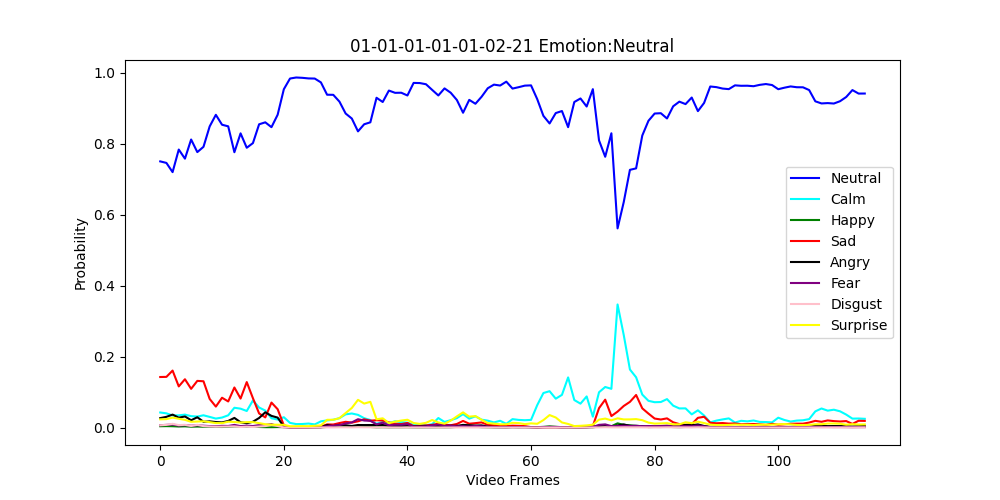 01-01-01-01-01-02-21 Emotion:Neutral
1.0
0.8
0.6
0.4
0.2
0.0
Probability
0
20
40
60
80
100
Video Frames
Neutral
Calm
Happy
Sad
Angry
Fear
Disgust
Surprise